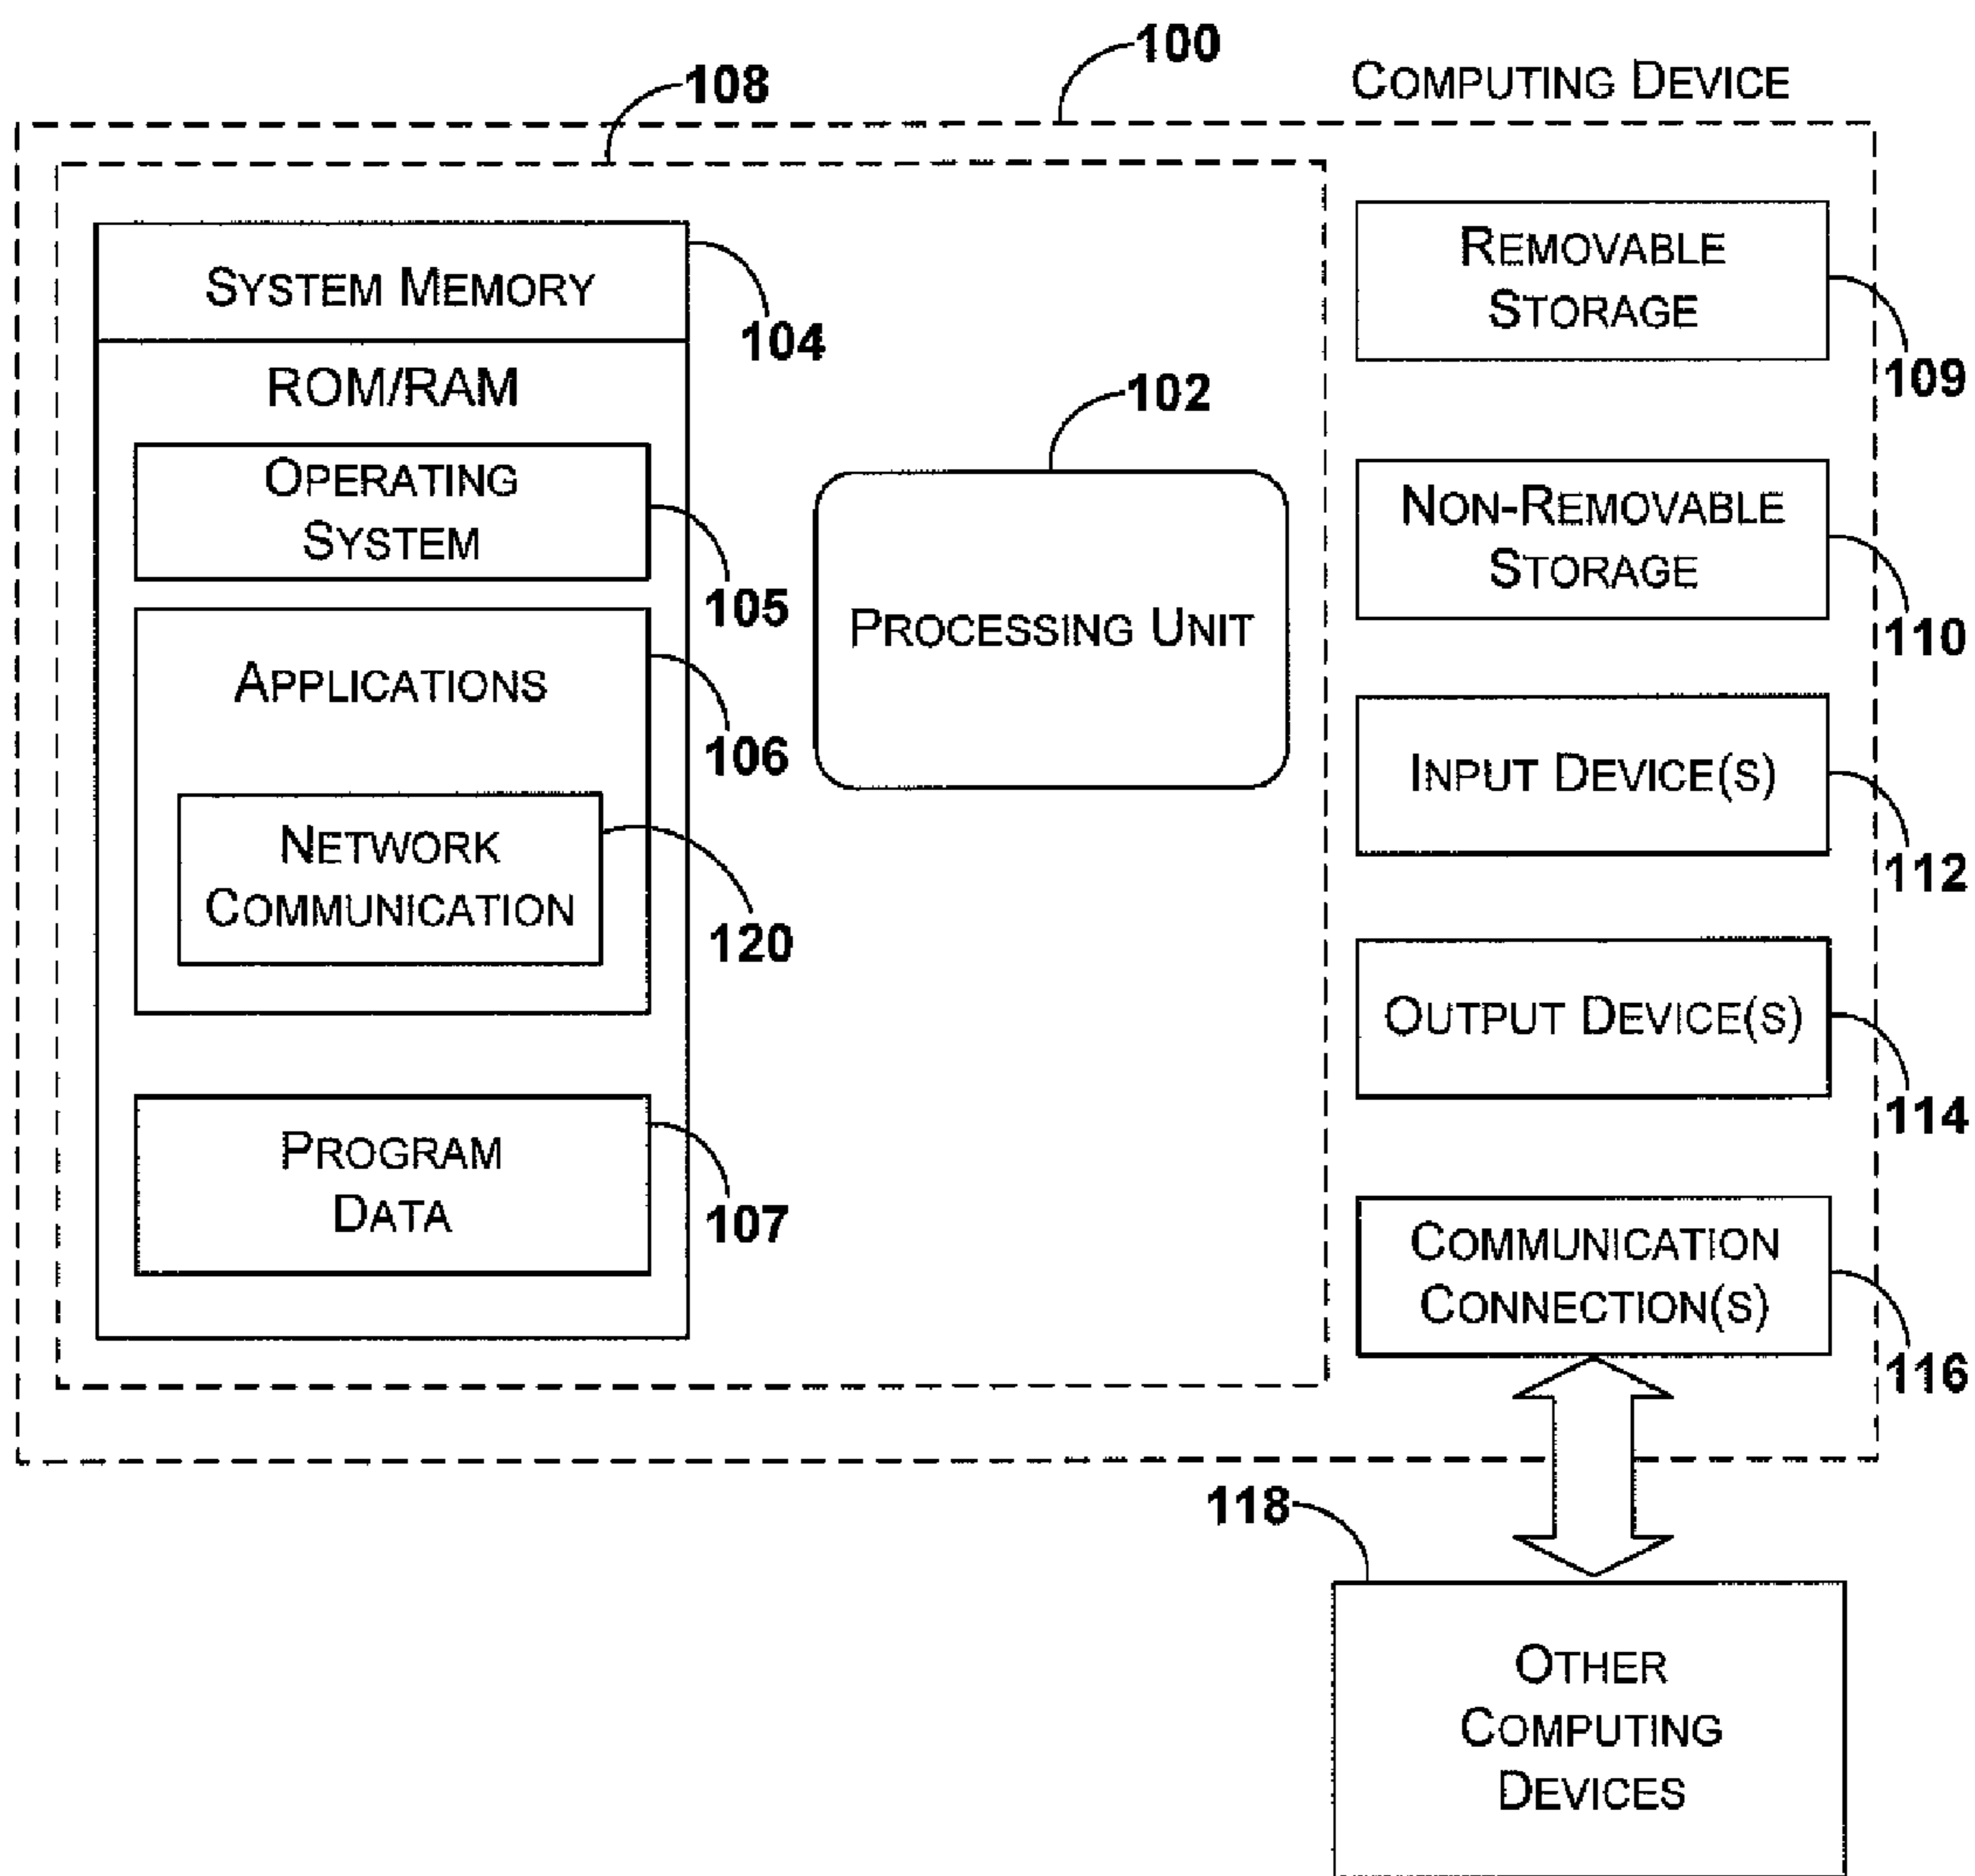 100
COMPUTING DEVICE
108
SYSTEM MEMORY
104
ROM/RAM
OPERATING
SYSTEM
105
APPLICATIONS
106
NETWORK
COMMUNICATION
120
PROGRAM
DATA
107
102
PROCESSING UNIT
REMOVABLE
STORAGE
109
NON-REMOVABLE
STORAGE
110
INPUT DEVICE(S)
112
OUTPUT DEVICE(S)
114
COMMUNICATION
CONNECTION(S)
116
118
OTHER
COMPUTING
DEVICES